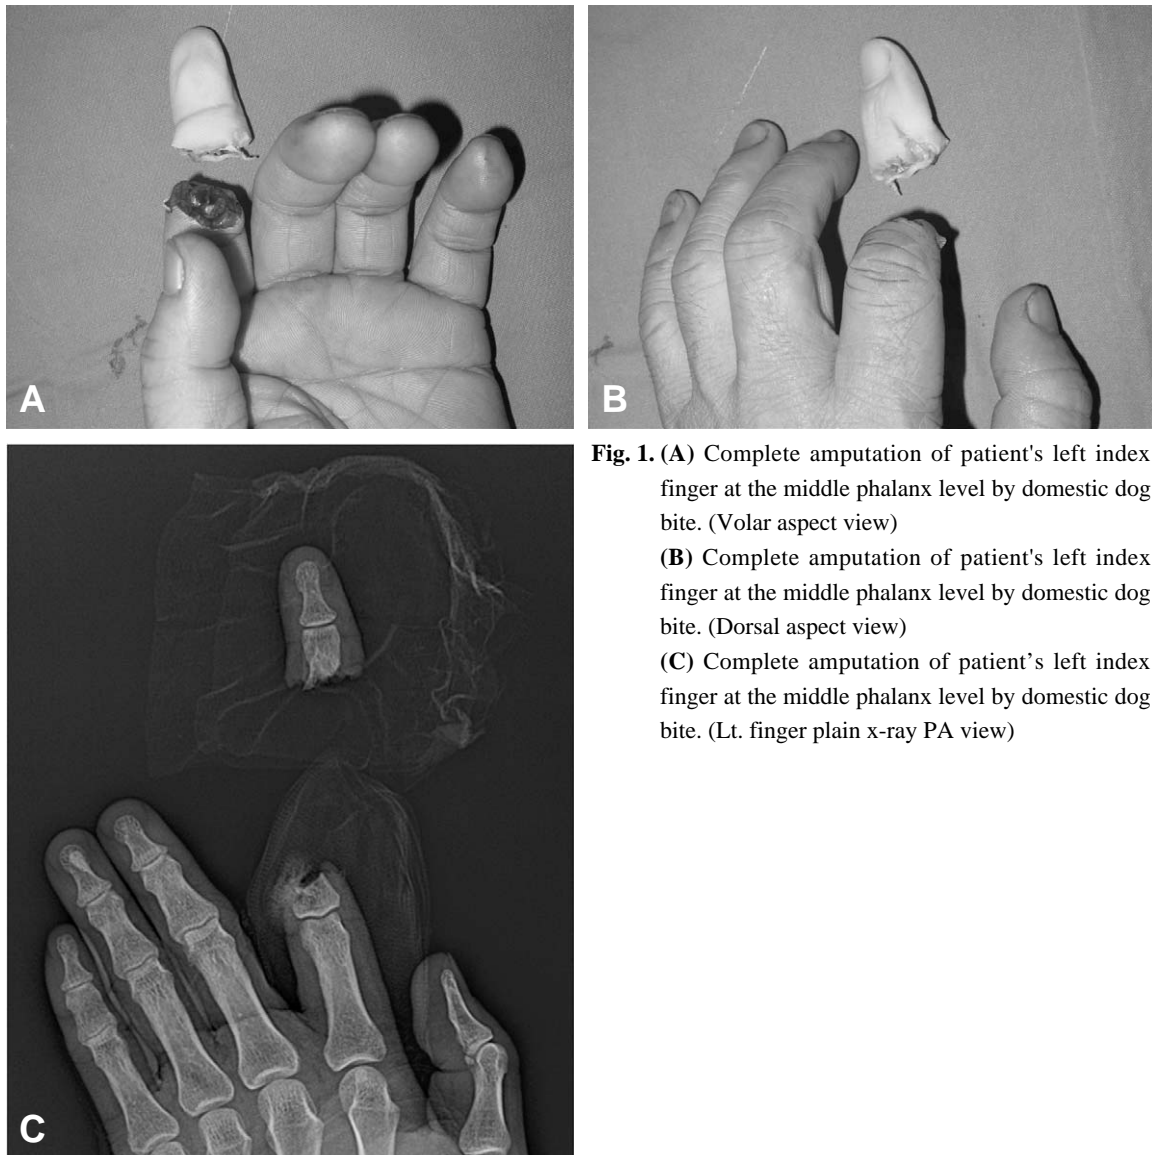 A
B
Fig. 1. (A) Complete amputation of patient's left index
finger at the middle phalanx level by domestic dog
bite. (Volar aspect view)
(B) Complete amputation of patient's left index
finger at the middle phalanx level by domestic dog
bite. (Dorsal aspect view)
(C) Complete amputation of patient’s left index
finger at the middle phalanx level by domestic dog
bite. (Lt. finger plain x-ray PA view)
C